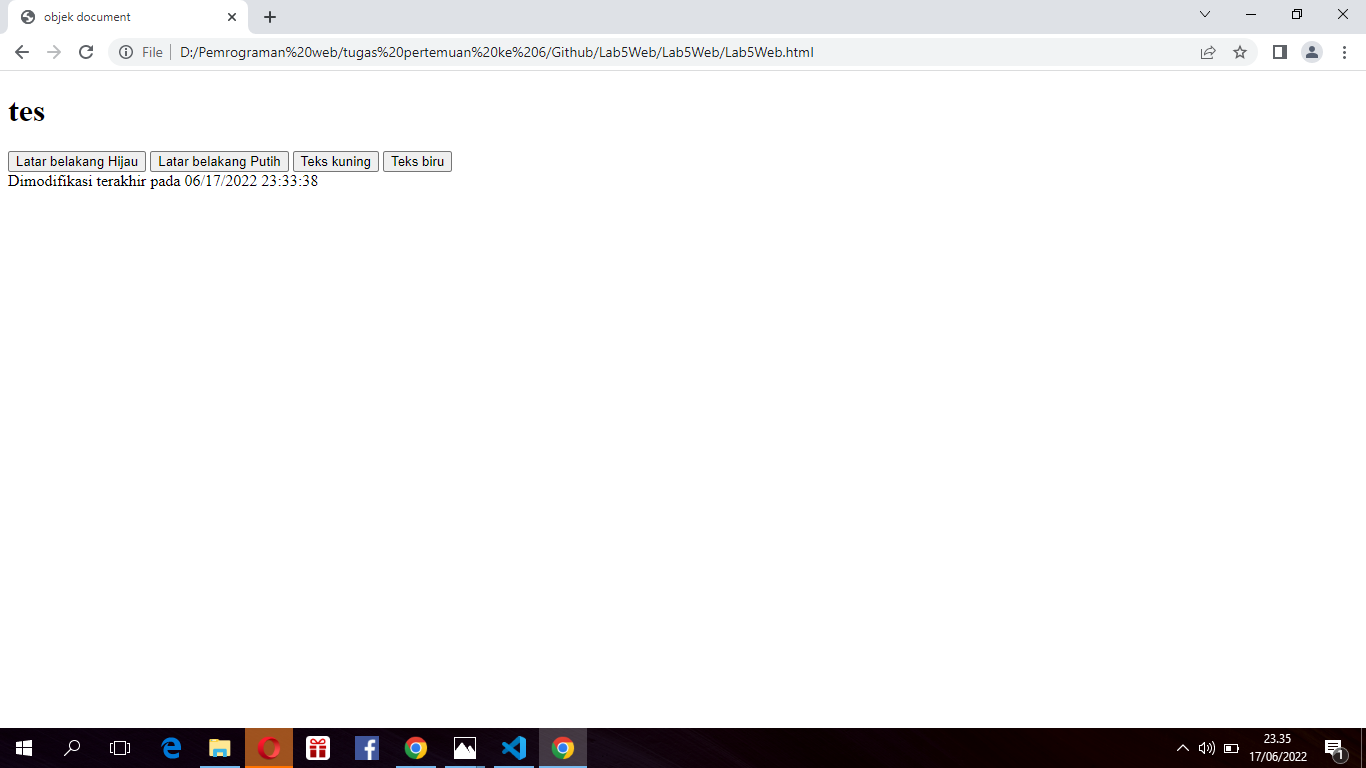 objek document
File
D:/Pemrograman%20web/tugas%20pertemuan%20ke%206/Github/Lab5Web/Lab5Web/Lab5Web.html
tes
Latar belakang Hijau Latar belakang Putih Teks kuning Teks biru
Dimodifikasi terakhir pada 06/17/2022 23:33:38
23.35
17/06/2022
1